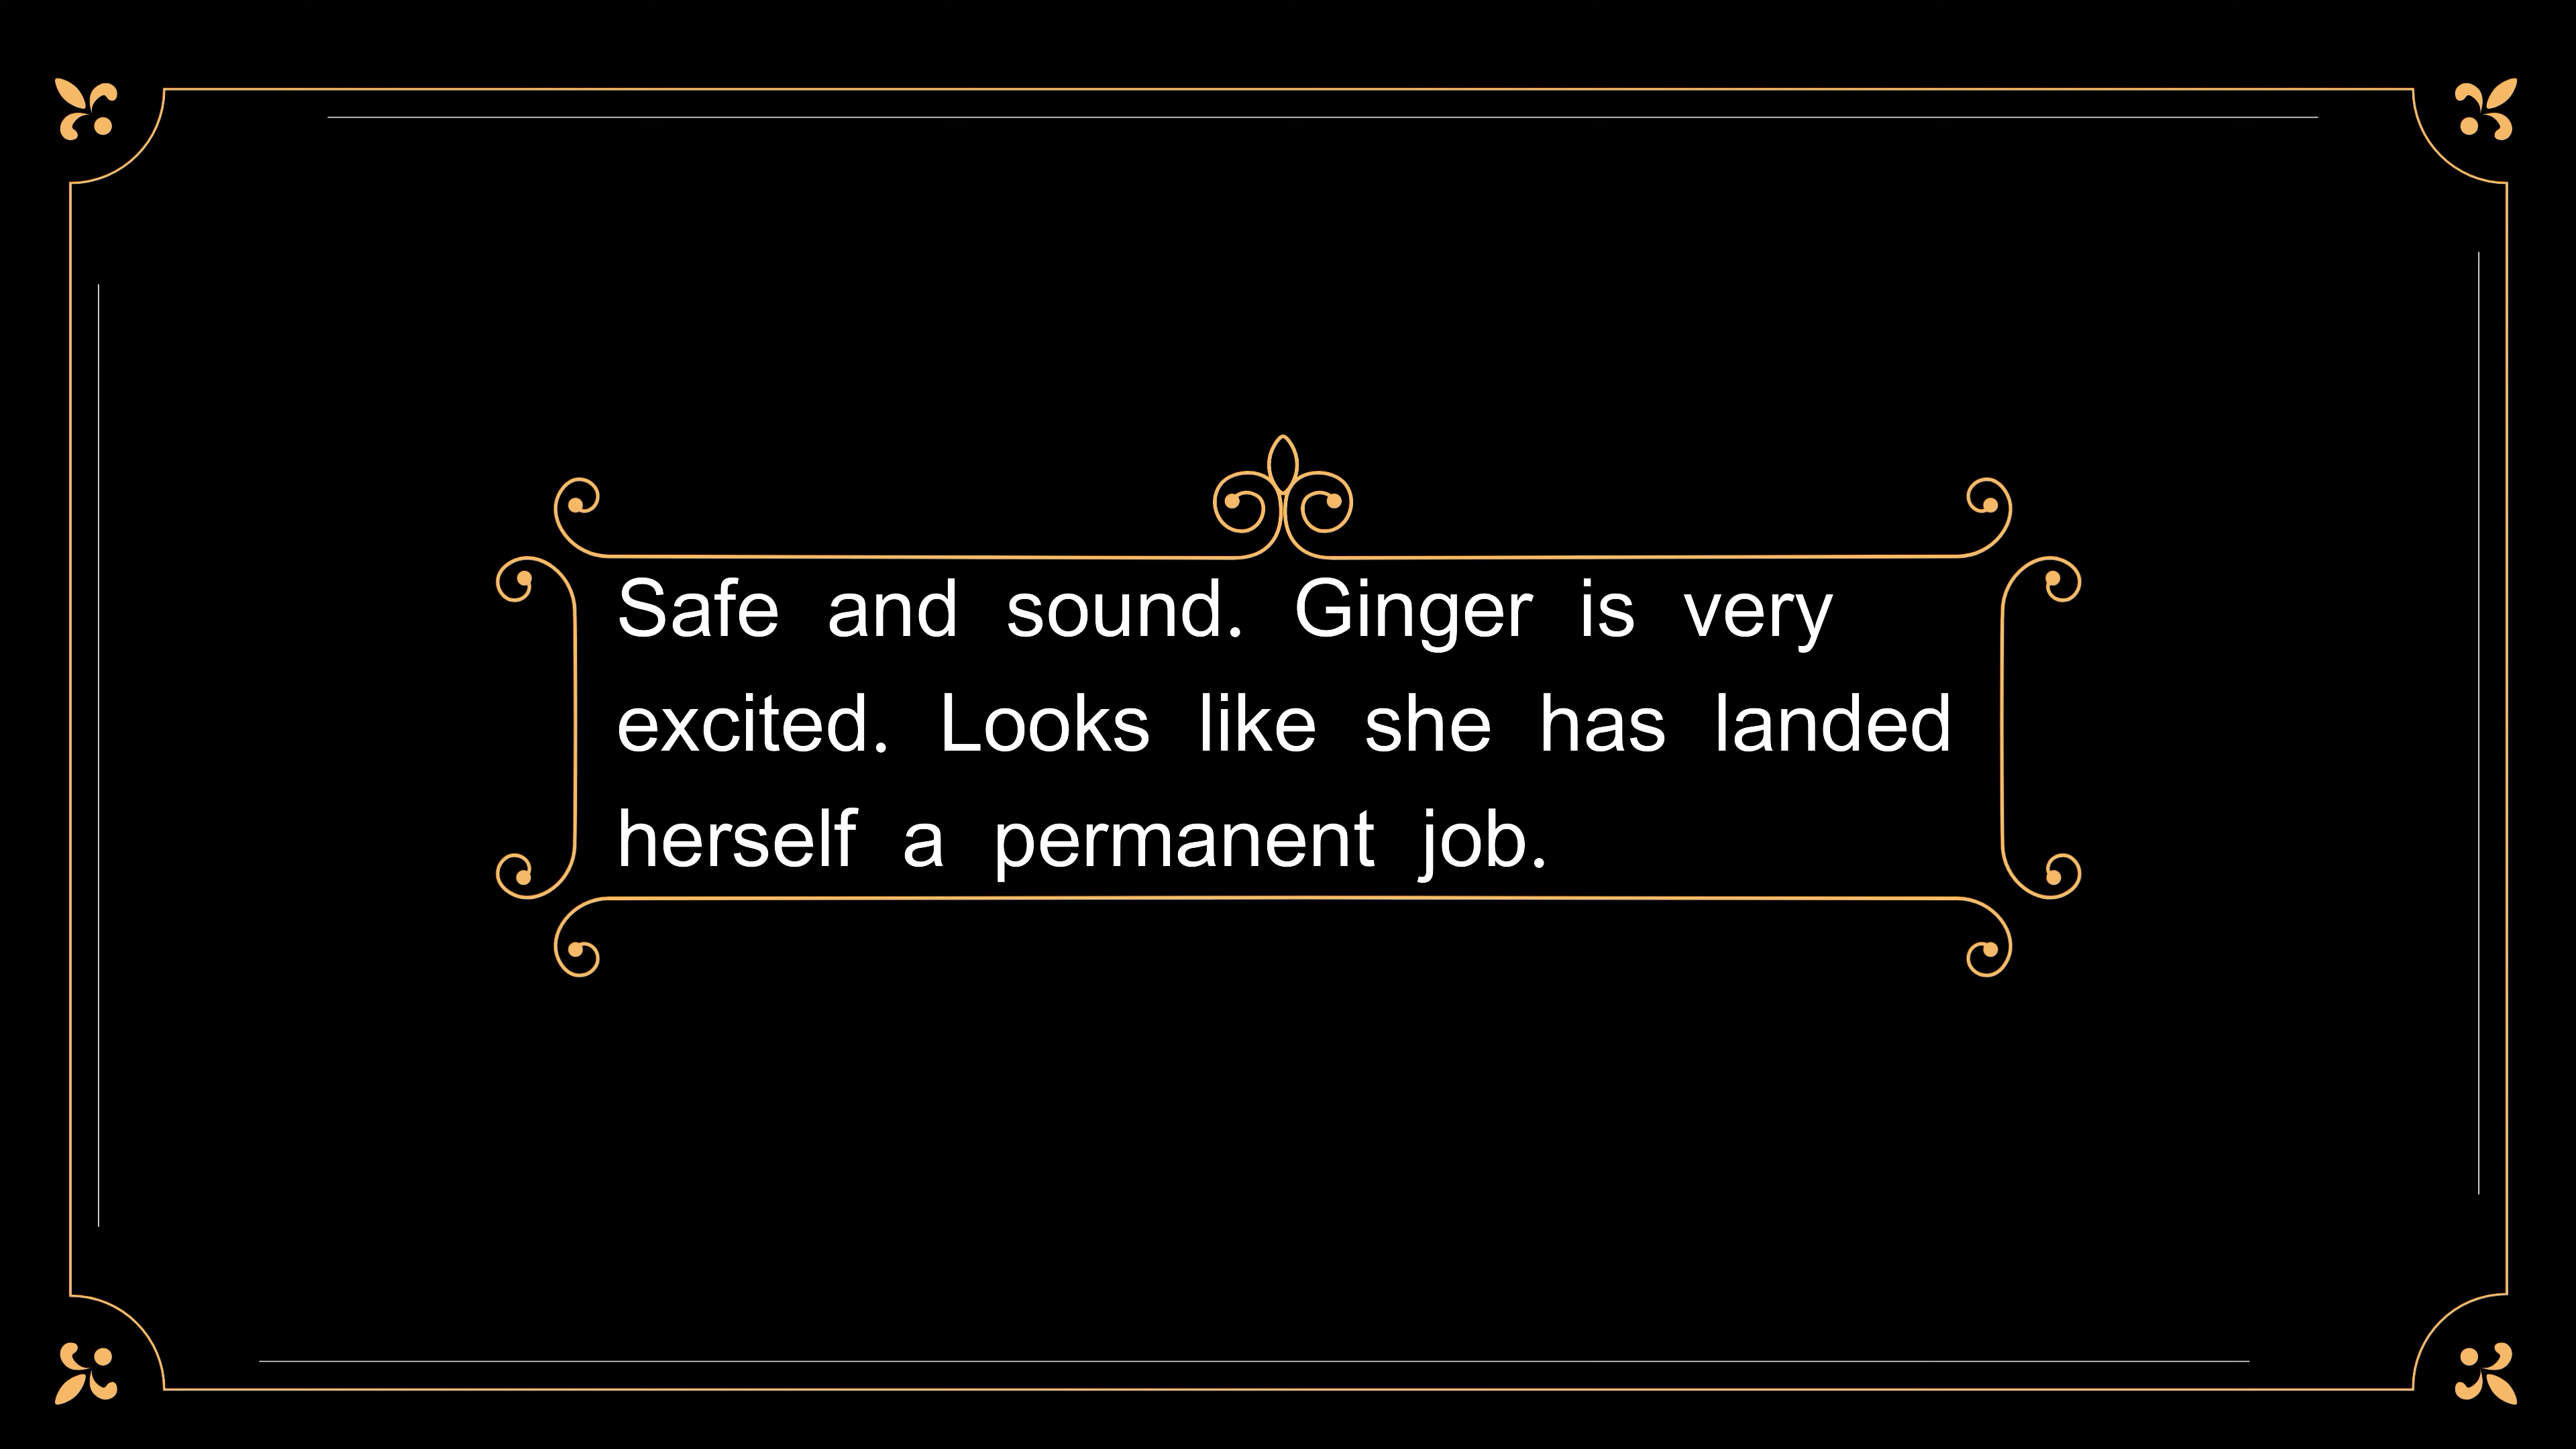 Safe and sound. Ginger is very
excited. Looks like she has landed
herself a permanent job.